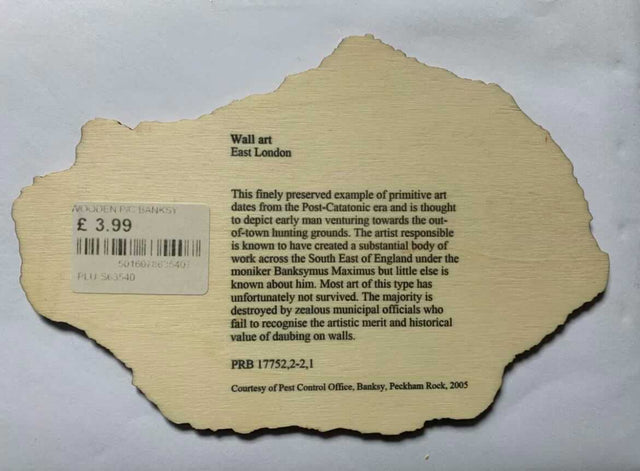 Wall art
East London
This finely preserved example of primitive art
dates from the Post-Catatonic era and is thought
to depict early man venturing towards the out-
of-town hunting grounds. The artist responsible
is known to have created a substantial body of
work across the South East of England under the
moniker Banksymus Maximus but little else is
known about him. Most art of this type has
unfortunately not survived. The majority is
destroyed by zealous municipal officials who
fail to recognise the artistic merit and historical
value of daubing on walls.
PRB 17752,2-2,1
Courtesy of Pest Control Office, Banksy, Peckham Rock, 2005
WOODEN P/C BANKSY
£ 3.99
PLU S63540